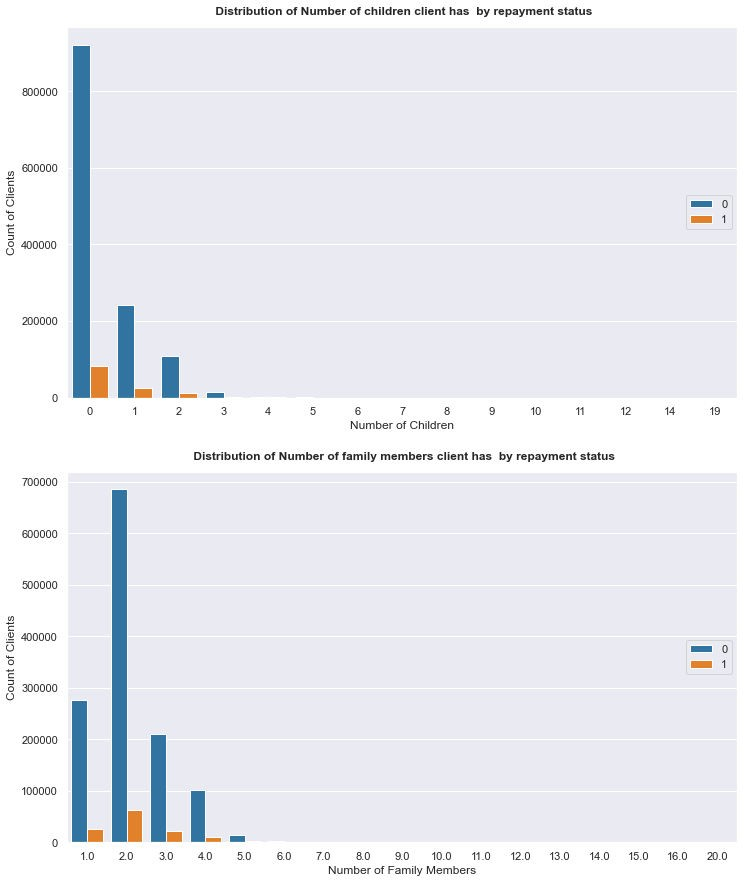 Distribution of Number of children client has  by repayment status
Count of Clients
800000
600000
400000
200000
0
0
1
0 1 2 3 4 5 6 7 8 9 10 11 12 14 19
Number of Children
Distribution of Number of family members client has  by repayment status
Count of Clients
700000
600000
500000
400000
300000
200000
100000
0
0
1
1.0 2.0 3.0 4.0 5.0 6.0 7.0 8.0 9.0 10.0 11.0 12.0 13.0 14.0 15.0 16.0 20.0
Number of Family Members